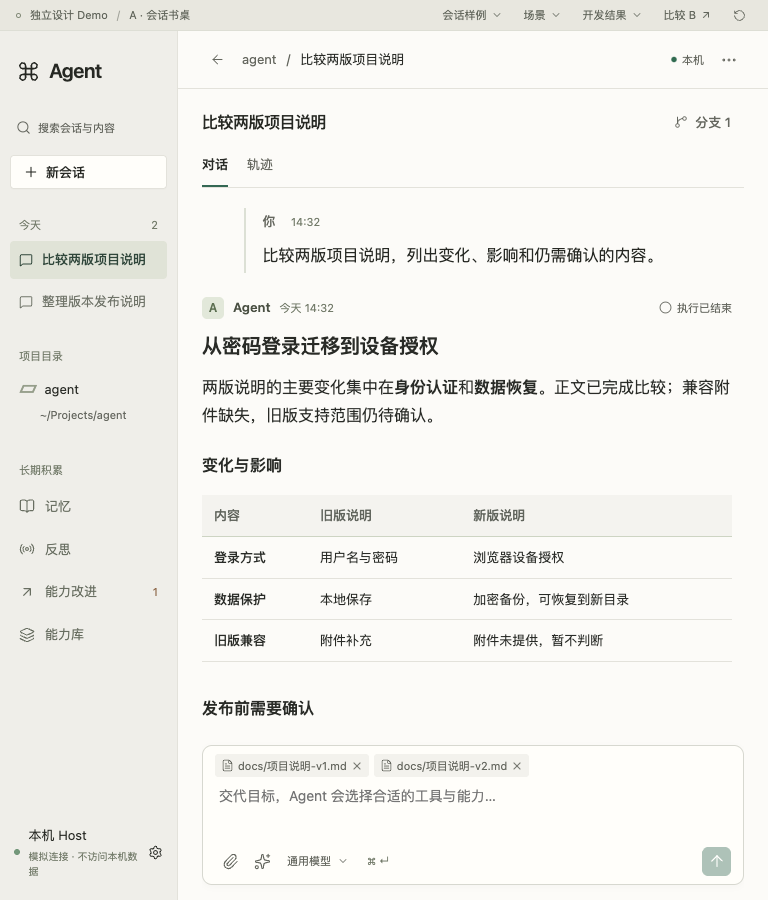 独立设计 Demo / A · 会话书桌
会话样例 场景 开发结果 比较 B ↗
Agent
搜索会话与内容
+ 新会话
今天 2
比较两版项目说明
整理版本发布说明
项目目录
agent
~/Projects/agent
长期积累
记忆
反思
能力改进 1
能力库
本机 Host
模拟连接 · 不访问本机数
据
← agent / 比较两版项目说明
本机 •••
比较两版项目说明
分支 1
对话 轨迹
你 14:32
比较两版项目说明，列出变化、影响和仍需确认的内容。
A Agent 今天 14:32
执行已结束
从密码登录迁移到设备授权
两版说明的主要变化集中在身份认证和数据恢复。正文已完成比较；兼容附
件缺失，旧版支持范围仍待确认。
变化与影响
内容 旧版说明 新版说明
登录方式 用户名与密码 浏览器设备授权
数据保护 本地保存 加密备份，可恢复到新目录
旧版兼容 附件补充 附件未提供，暂不判断
发布前需要确认
docs/项目说明-v1.md × docs/项目说明-v2.md ×
交代目标，Agent 会选择合适的工具与能力...
通用模型 ⌘ ↵